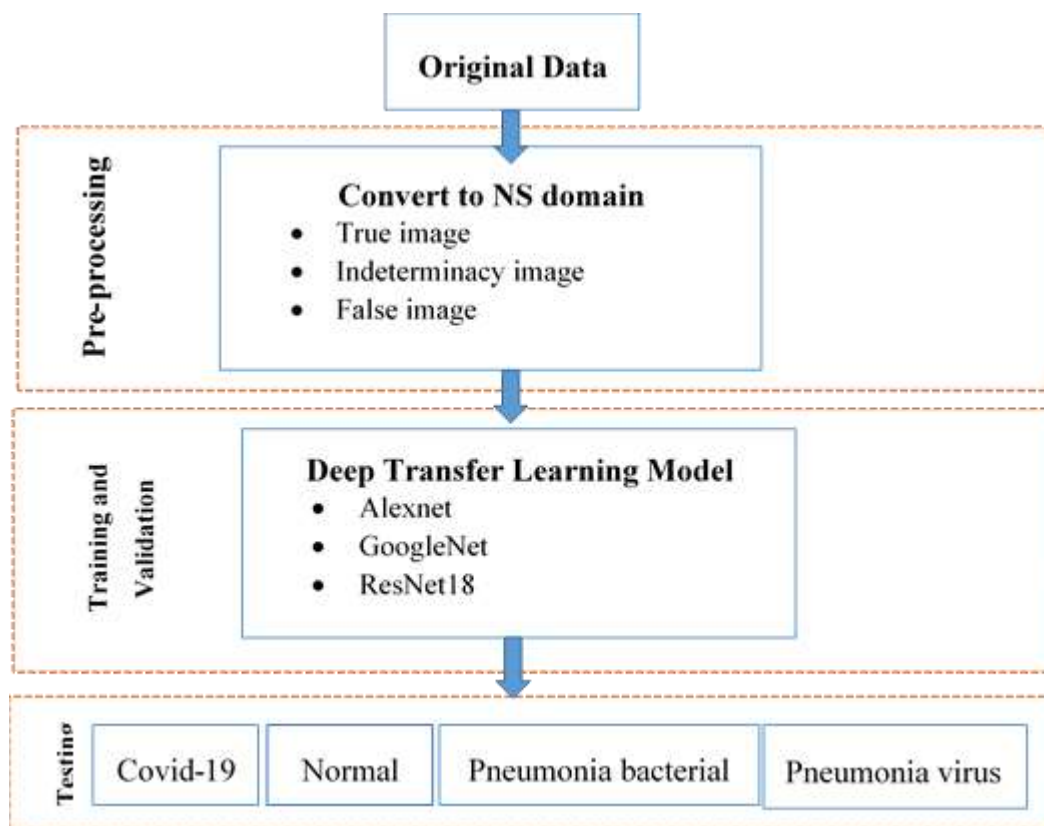 Original Data
Pre-processing
Convert to NS domain
• True image
• Indeterminacy image
• False image
Training and
Validation
Deep Transfer Learning Model
• Alexnet
• GoogleNet
• ResNet18
Testing
Covid-19
Normal
Pneumonia bacterial
Pneumonia virus